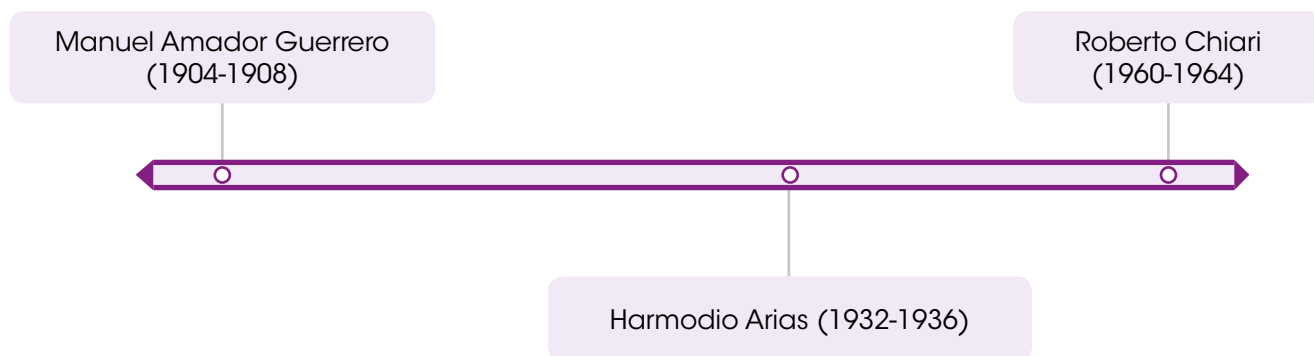 Manuel Amador Guerrero
(1904-1908)
Roberto Chiari
(1960-1964)
Harmodio Arias (1932-1936)